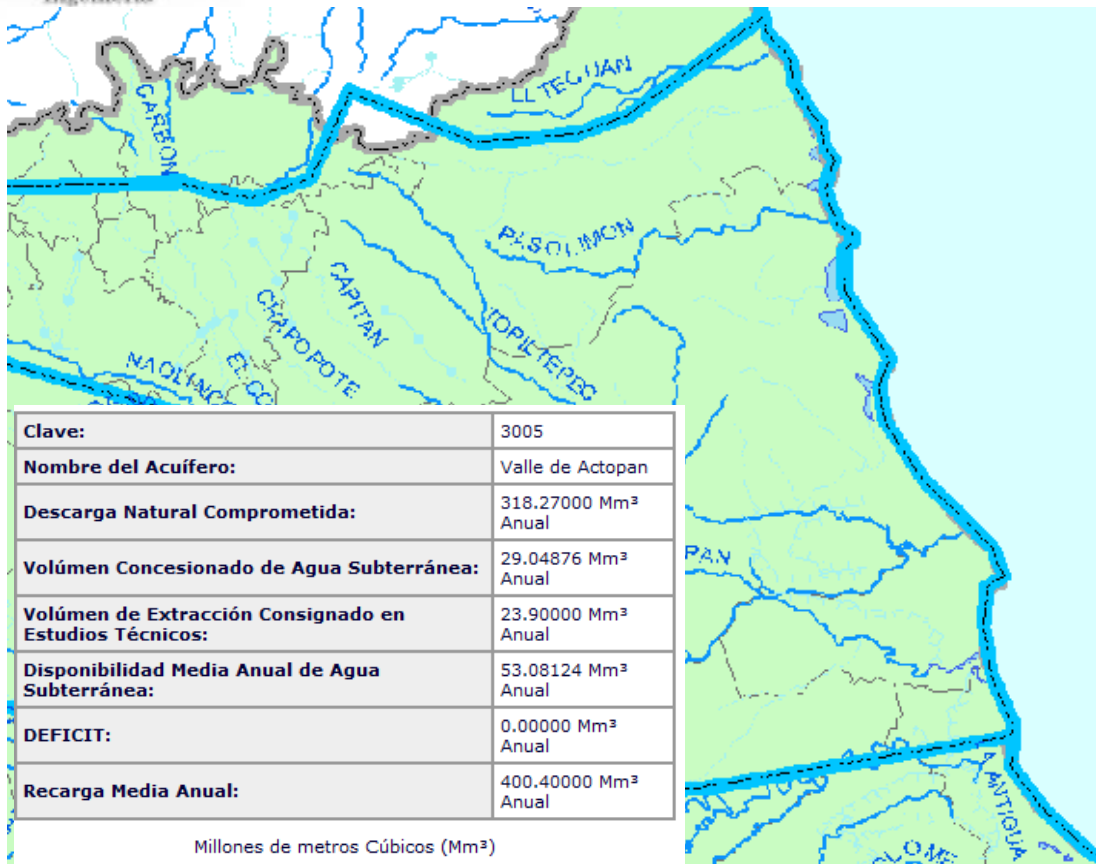 LL TECUAN
CARBON
PASOLIMON
CAPITAN
CHAPOPOTE
TOPILTEPEC
NAOLINCO
PAN
Clave: 3005
Nombre del Acuífero: Valle de Actopan
Descarga Natural Comprometida: 318.27000 Mm³
Anual
Volúmen Concesionado de Agua Subterránea: 29.04876 Mm³
Anual
Volúmen de Extracción Consignado en
Estudios Técnicos: 23.90000 Mm³
Anual
Disponibilidad Media Anual de Agua
Subterránea: 53.08124 Mm³
Anual
DEFICIT: 0.00000 Mm³
Anual
Recarga Media Anual: 400.40000 Mm³
Anual
Millones de metros Cúbicos (Mm³)
ANTIGUA